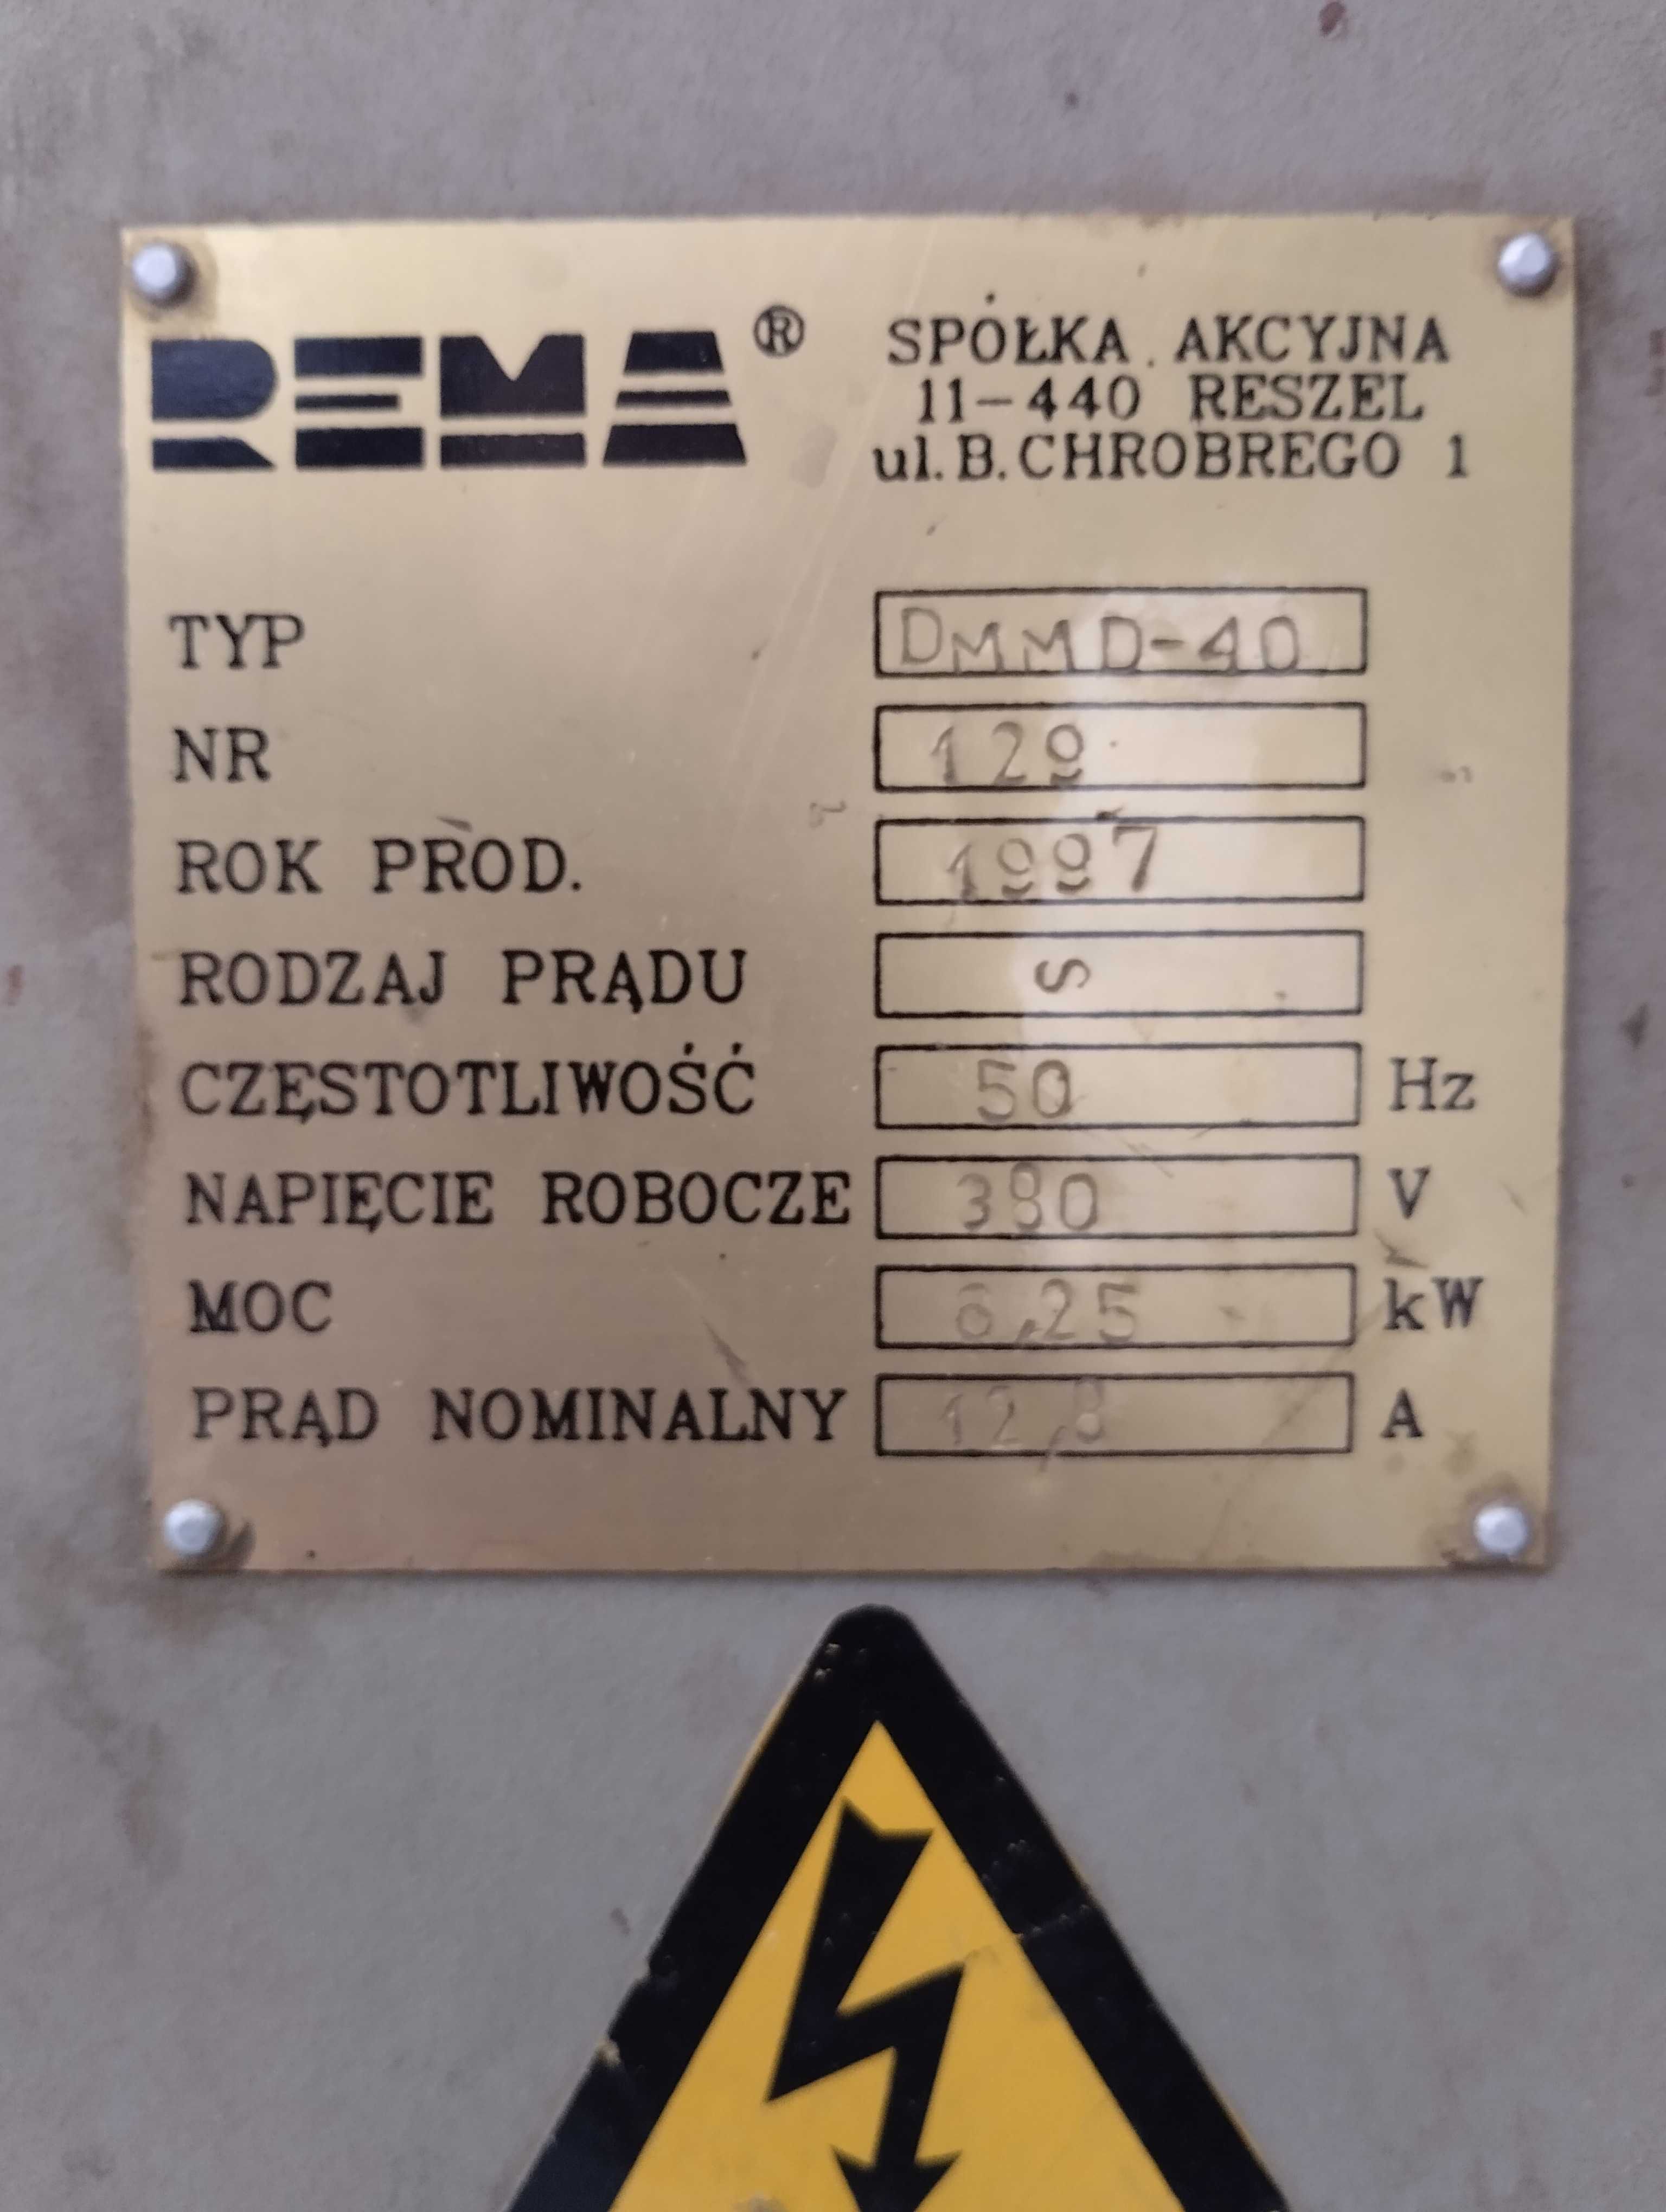 REMA® SPÓŁKA AKCYJNA
11-440 RESZEL
ul. B. CHROBREGO 1
TYP DMMD-40
NR 129
ROK PROD. 1997
RODZAJ PRĄDU ∽
CZĘSTOTLIWOŚĆ 50 Hz
NAPIĘCIE ROBOCZE 380 V
MOC 6,25 kW
PRĄD NOMINALNY 12,8 A